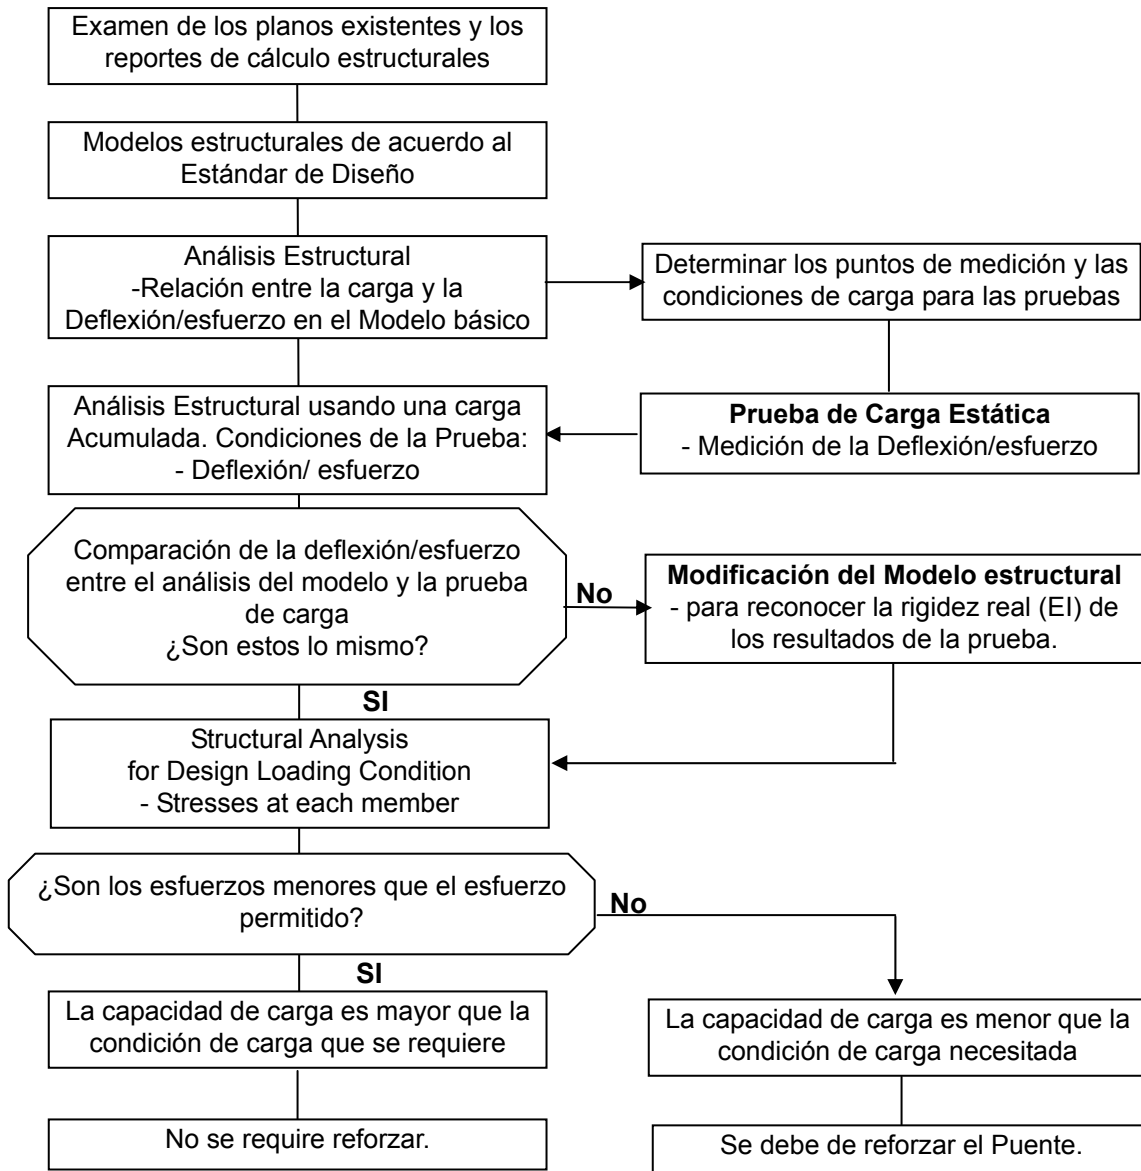 Examen de los planos existentes y los
reportes de cálculo estructurales
Modelos estructurales de acuerdo al
Estándar de Diseño
Análisis Estructural
-Relación entre la carga y la
Deflexión/esfuerzo en el Modelo básico
Determinar los puntos de medición y las
condiciones de carga para las pruebas
Análisis Estructural usando una carga
Acumulada. Condiciones de la Prueba:
- Deflexión/ esfuerzo
Prueba de Carga Estática
- Medición de la Deflexión/esfuerzo
Comparación de la deflexión/esfuerzo
entre el análisis del modelo y la prueba
de carga
¿Son estos lo mismo?
No
Modificación del Modelo estructural
- para reconocer la rigidez real (EI) de
los resultados de la prueba.
SI
Structural Analysis
for Design Loading Condition
- Stresses at each member
¿Son los esfuerzos menores que el esfuerzo
permitido?
No
SI
La capacidad de carga es mayor que la
condición de carga que se requiere
La capacidad de carga es menor que la
condición de carga necesitada
No se require reforzar.
Se debe de reforzar el Puente.